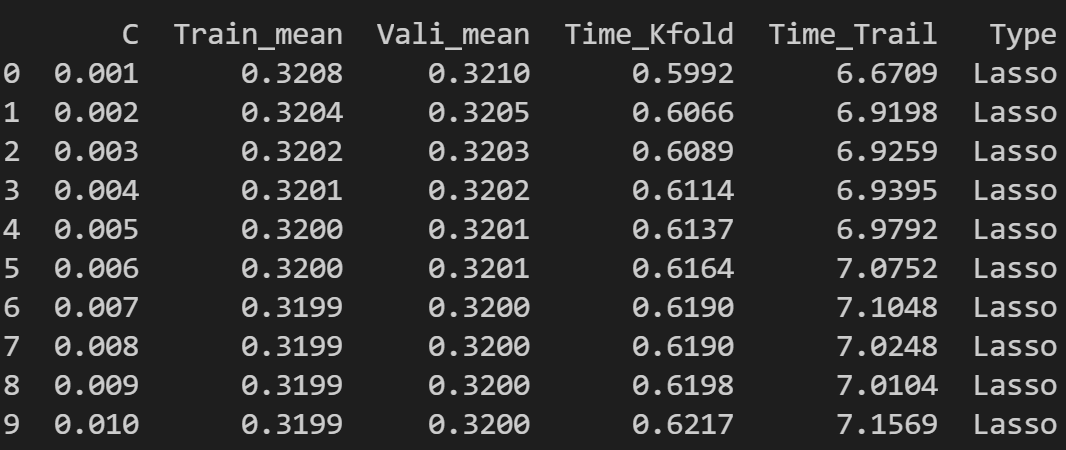 C Train_mean Vali_mean Time_Kfold Time_Trail Type
0 0.001 0.3208 0.3210 0.5992 6.6709 Lasso
1 0.002 0.3204 0.3205 0.6066 6.9198 Lasso
2 0.003 0.3202 0.3203 0.6089 6.9259 Lasso
3 0.004 0.3201 0.3202 0.6114 6.9395 Lasso
4 0.005 0.3200 0.3201 0.6137 6.9792 Lasso
5 0.006 0.3200 0.3201 0.6164 7.0752 Lasso
6 0.007 0.3199 0.3200 0.6190 7.1048 Lasso
7 0.008 0.3199 0.3200 0.6190 7.0248 Lasso
8 0.009 0.3199 0.3200 0.6198 7.0104 Lasso
9 0.010 0.3199 0.3200 0.6217 7.1569 Lasso